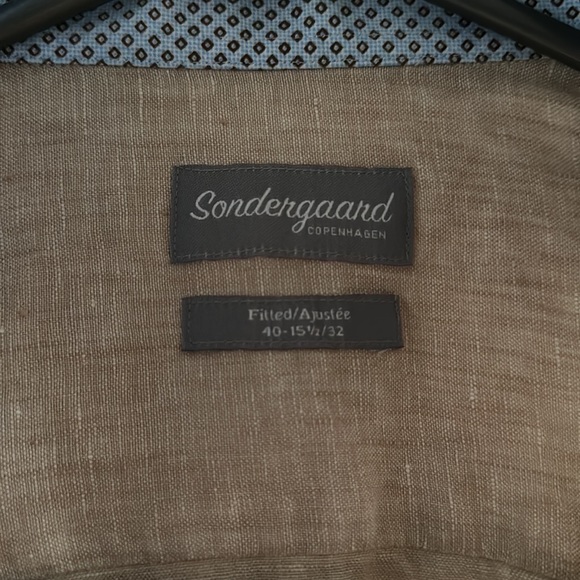 Sondergaard
COPENHAGEN
Fitted/Ajustée
40-15½/32